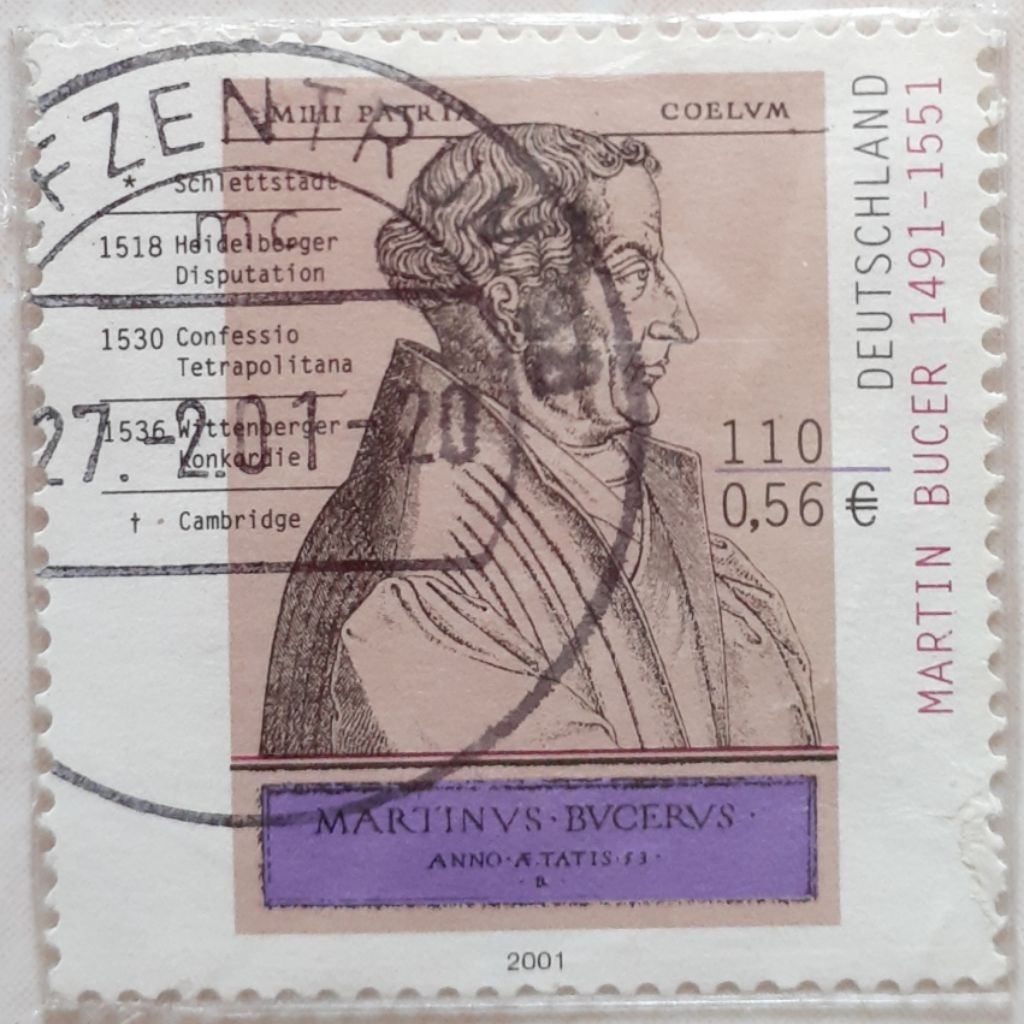 FZENTR
mc
27.-2.01-20
MIHI PATRIA COELVM
* Schlettstadt
1518 Heidelberger
Disputation
1530 Confessio
Tetrapolitana
1536 Wittenberger
Konkordie
† Cambridge
110
0,56 €
DEUTSCHLAND
MARTIN BUCER 1491-1551
MARTINVS·BVCERVS·
ANNO·ÆTATIS·53·
·B·
2001